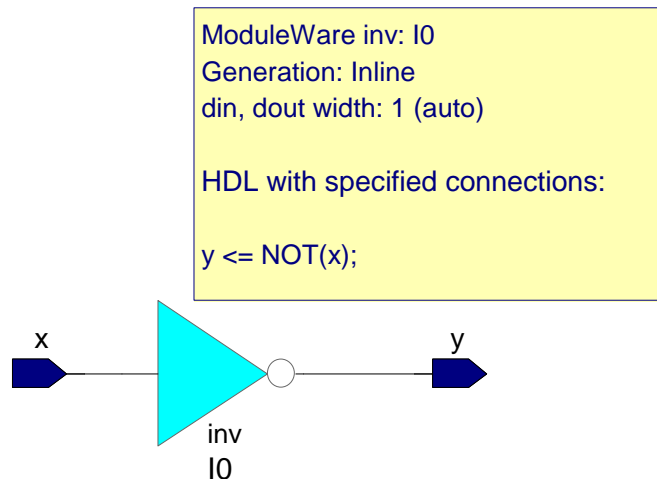 ModuleWare inv: I0
Generation: Inline
din, dout width: 1 (auto)
HDL with specified connections:
y <= NOT(x);
x
y
inv
I0